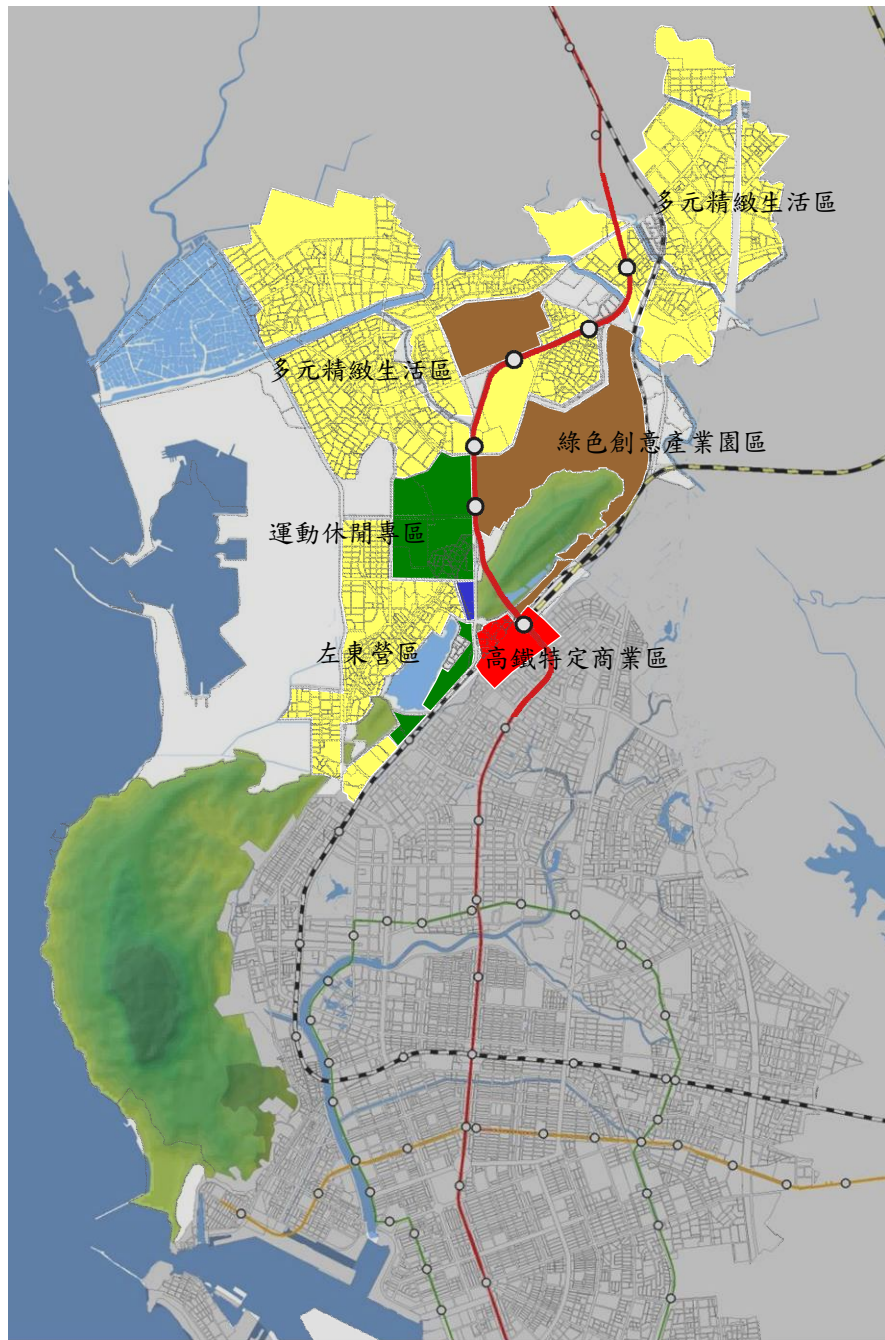 多元精緻生活區
多元精緻生活區
綠色創意產業園區
運動休閒專區
左東營區
高鐵特定商業區